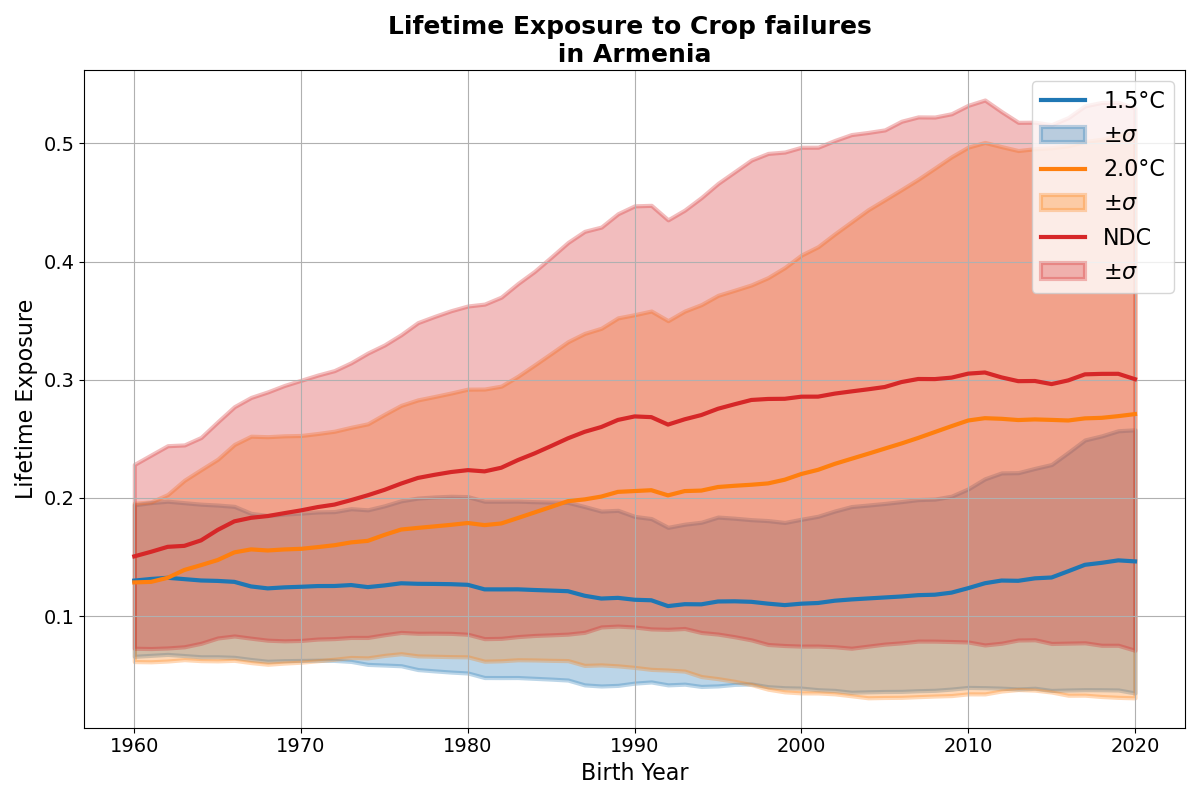 Lifetime Exposure to Crop failures
in Armenia
1.5°C
±σ
2.0°C
±σ
NDC
±σ
Lifetime Exposure
0.5
0.4
0.3
0.2
0.1
1960 1970 1980 1990 2000 2010 2020
Birth Year